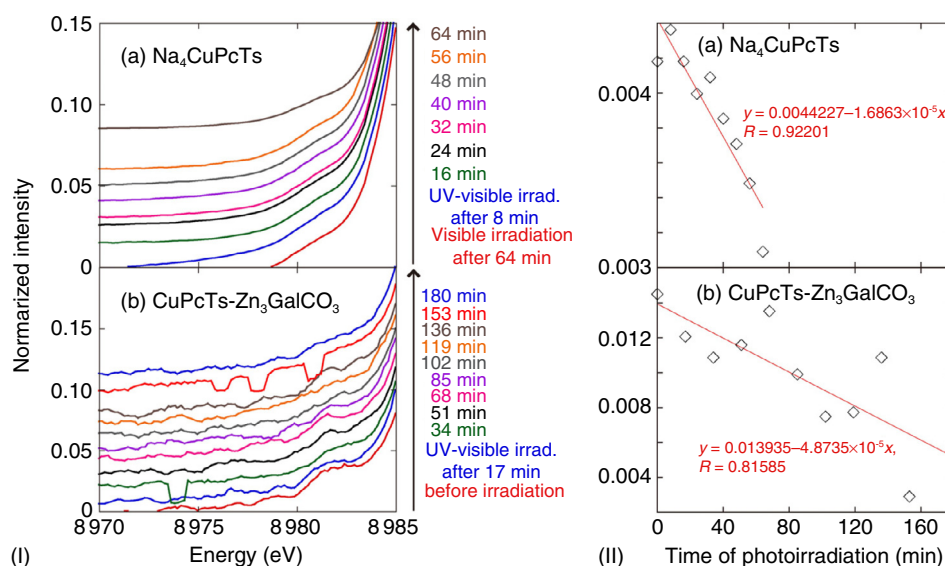 0.15
(a) Na₄CuPcTs
0.10
0.05
0
64 min
56 min
48 min
40 min
32 min
24 min
16 min
UV-visible irrad.
after 8 min
Visible irradiation
after 64 min
Normarized intensity
(b) CuPcTs-Zn₃GalCO₃
0.15
0.10
0.05
0
180 min
153 min
136 min
119 min
102 min
85 min
68 min
51 min
34 min
UV-visible irrad.
after 17 min
before irradiation
8 970 8 975 8 980 8 985
Energy (eV)
(I)
(a) Na₄CuPcTs
0.004
y = 0.0044227–1.6863×10⁻⁵x
R = 0.92201
0.003
(b) CuPcTs-Zn₃GalCO₃
0.012
0.008
y = 0.013935–4.8735×10⁻⁵x,
R = 0.81585
0.004
0 40 80 120 160
(II) Time of photoirradiation (min)